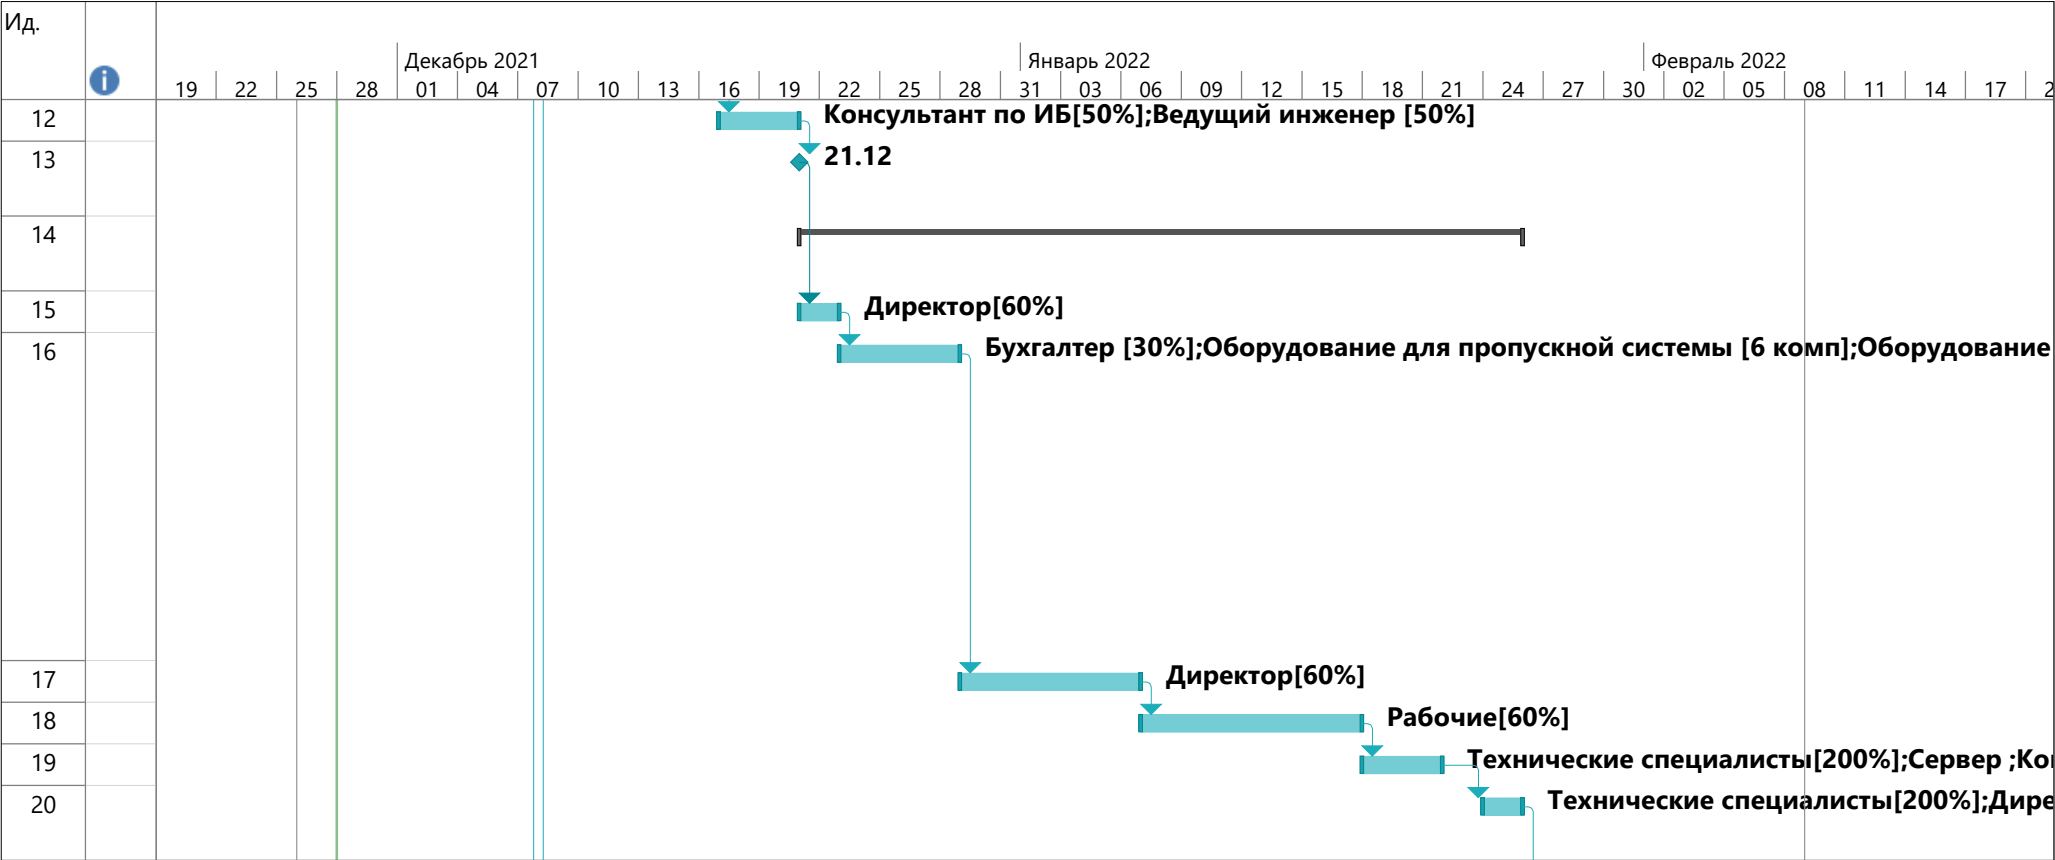 Ид.
Декабрь 2021 Январь 2022 Февраль 2022
19 22 25 28 01 04 07 10 13 16 19 22 25 28 31 03 06 09 12 15 18 21 24 27 30 02 05 08 11 14 17 2
12 Консультант по ИБ[50%];Ведущий инженер [50%]
13 21.12
14
15 Директор[60%]
16 Бухгалтер [30%];Оборудование для пропускной системы [6 комп];Оборудование
17 Директор[60%]
18 Рабочие[60%]
19 Технические специалисты[200%];Сервер ;Ко
20 Технические специалисты[200%];Дире